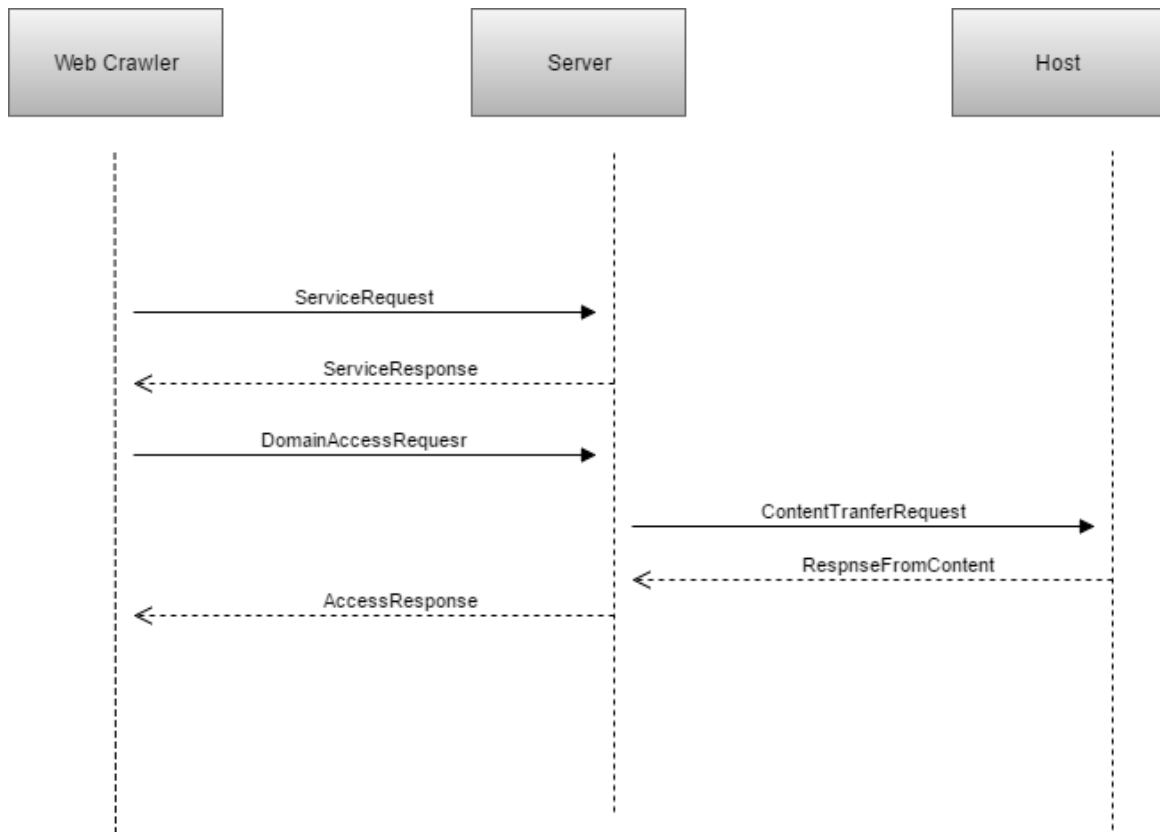 Web Crawler
Server
Host
ServiceRequest
ServiceResponse
DomainAccessRequesr
ContentTranferRequest
RespnseFromContent
AccessResponse